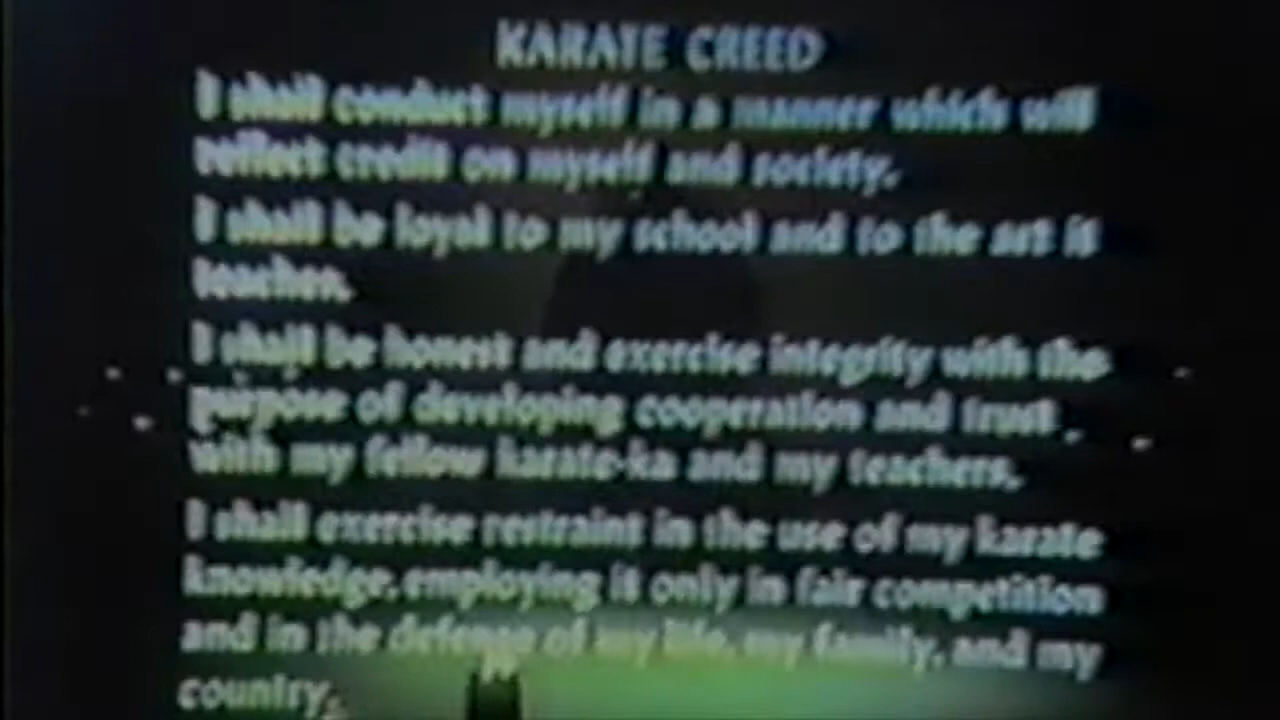 KARATE CREED
I shall conduct myself in a manner which will
reflect credit on myself and society.
I shall be loyal to my school and to the art it
teaches.
I shall be honest and exercise integrity with the
purpose of developing cooperation and trust
with my fellow karate-ka and my teachers.
I shall exercise restraint in the use of my karate
knowledge, employing it only in fair competition
and in the defense of my life, my family, and my
country.